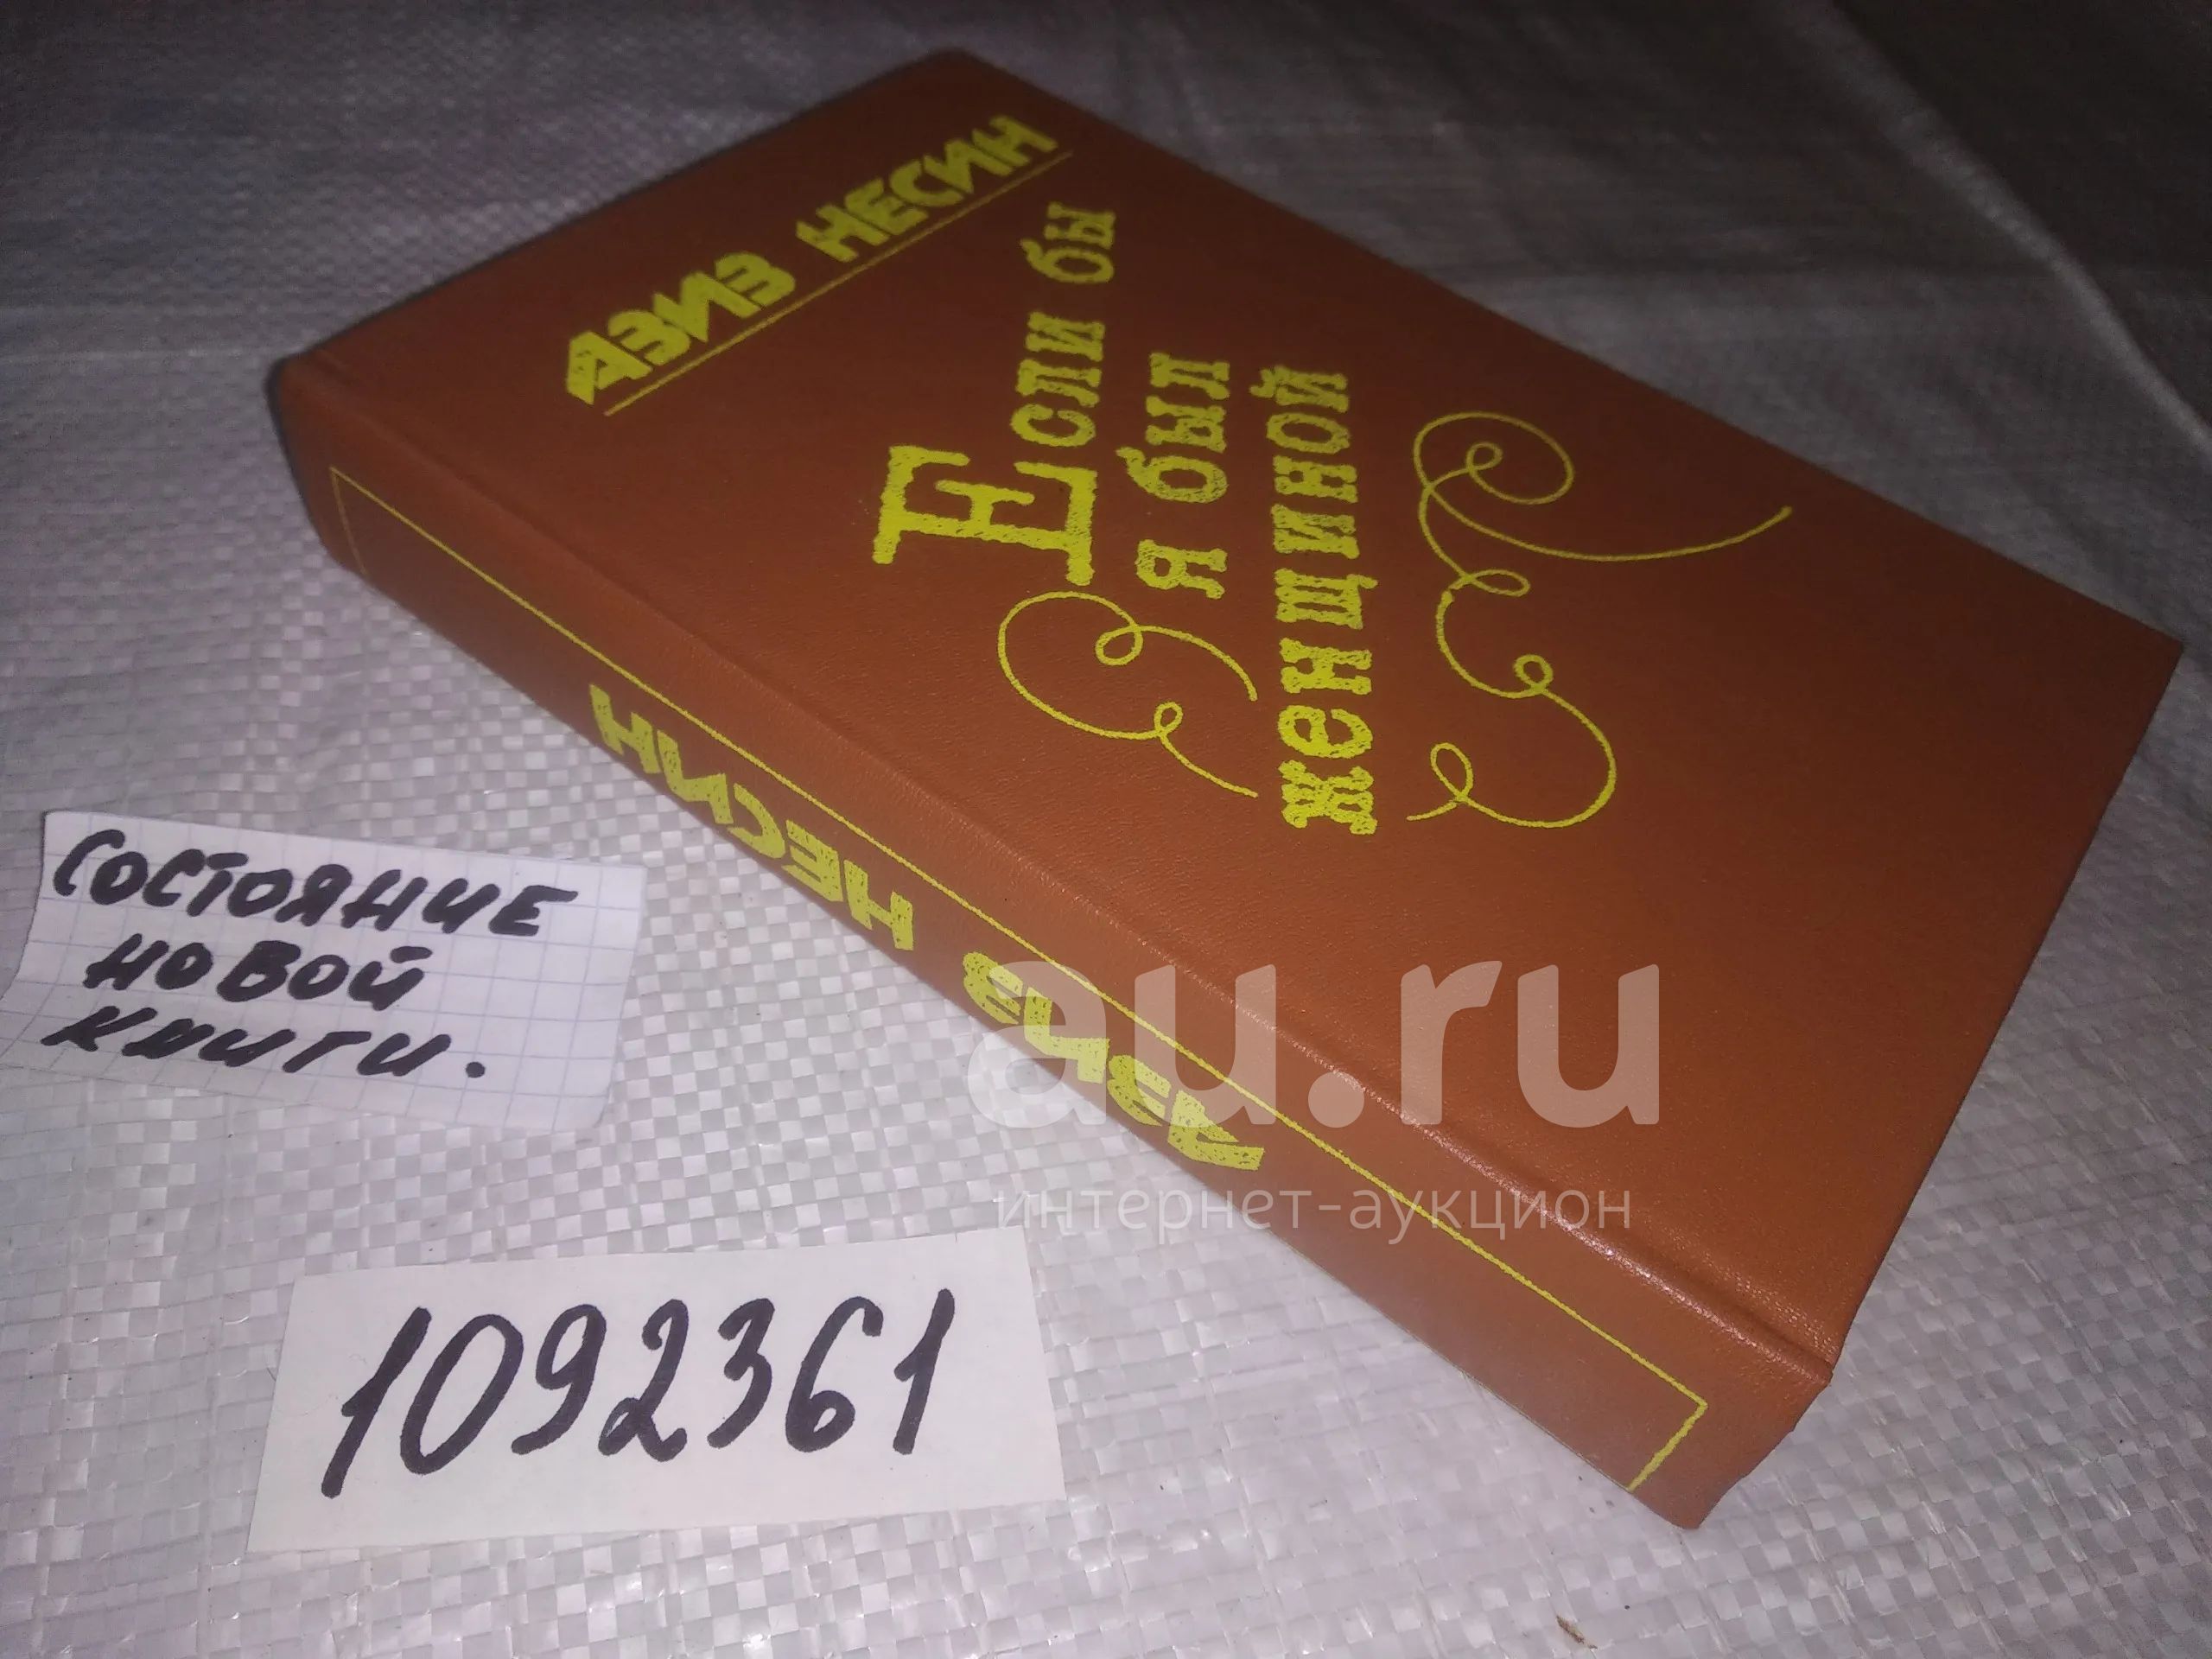 АЗИЗ НЕСИН
Если бы
я был
женщиной
АЗИЗ НЕСИН
СОСТОЯНИЕ
НОВОЙ
КНИГИ.
1092361
au.ru
интернет-аукцион